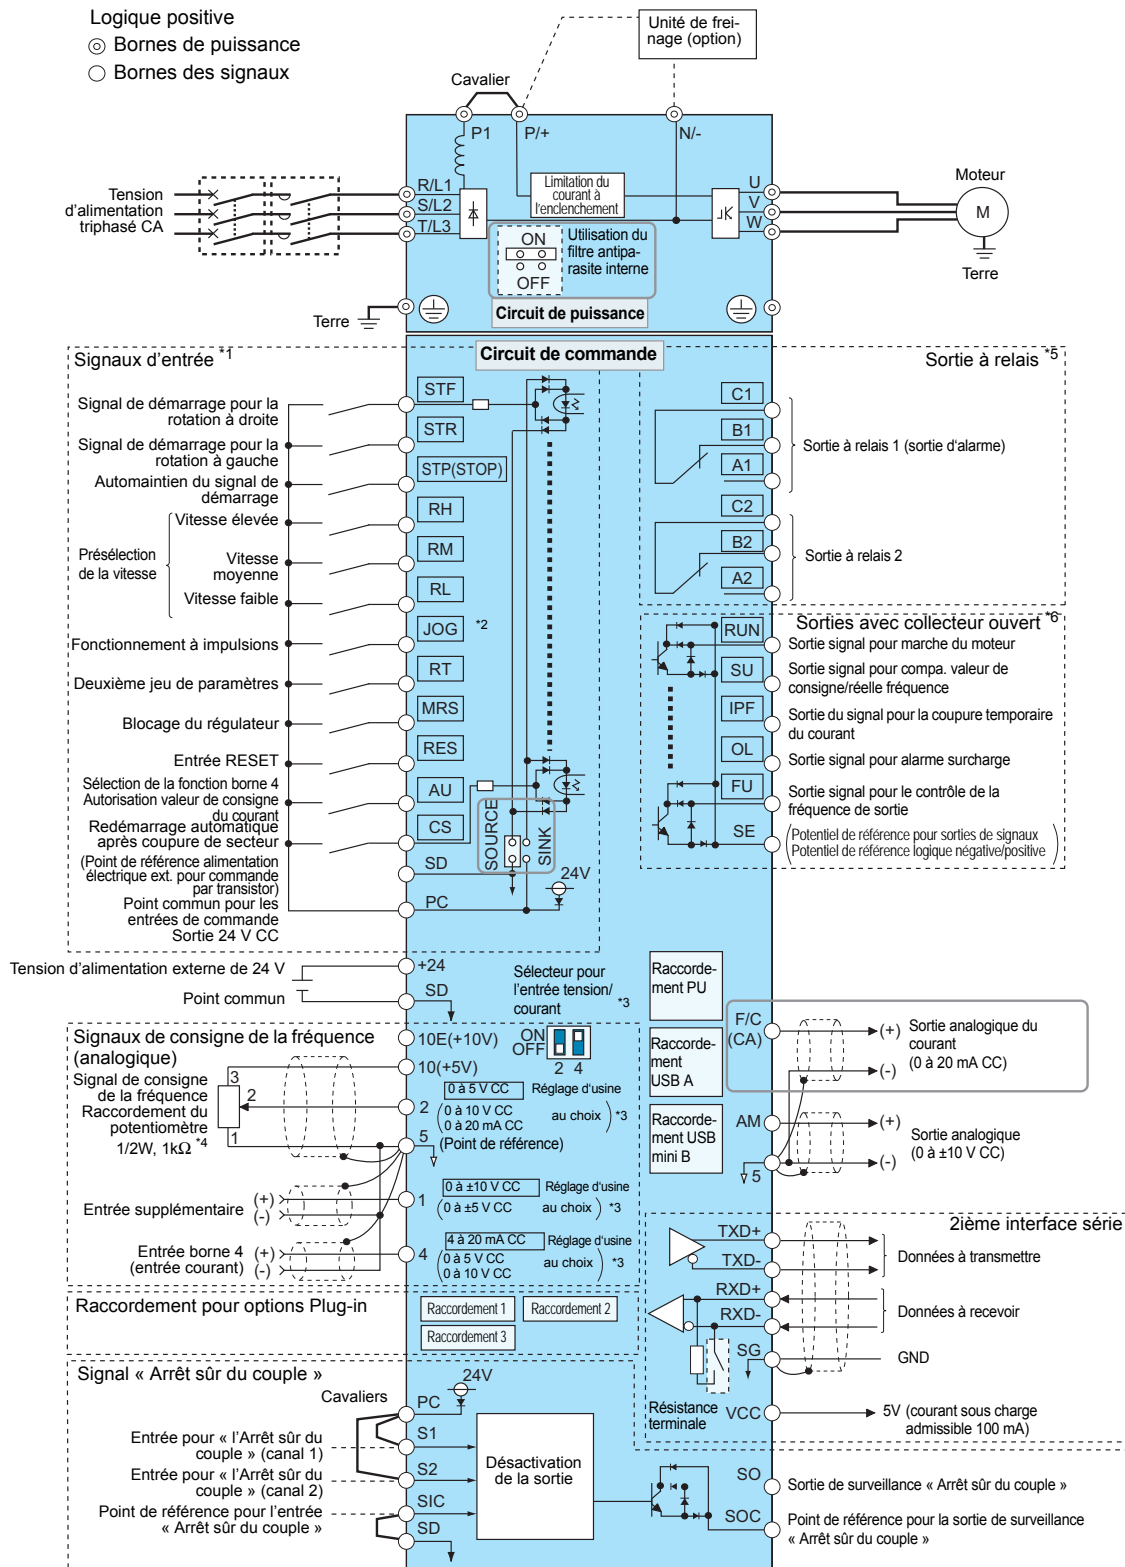 Logique positive
Bornes de puissance
Bornes des signaux
Unité de frei-
nage (option)
Cavalier
P1
P/+
N/-
Tension
d'alimentation
triphasé CA
R/L1
S/L2
T/L3
Limitation du
courant à
l'enclenchement
U
V
W
Moteur
M
Terre
ON
OFF
Utilisation du
filtre antipa-
rasite interne
Terre
Circuit de puissance
Circuit de commande
Signaux d'entrée *1
Signal de démarrage pour la
rotation à droite
STF
Signal de démarrage pour la
rotation à gauche
STR
Automaintien du signal de
démarrage
STP(STOP)
Présélection
de la vitesse
Vitesse élevée
RH
Vitesse
moyenne
RM
Vitesse faible
RL
Fonctionnement à impulsions
JOG *2
Deuxième jeu de paramètres
RT
Blocage du régulateur
MRS
Entrée RESET
RES
Sélection de la fonction borne 4
Autorisation valeur de consigne
du courant
AU
Redémarrage automatique
après coupure de secteur
CS
(Point de référence alimentation
électrique ext. pour commande
par transistor)
SD
Point commun pour les
entrées de commande
Sortie 24 V CC
PC
SOURCE
SINK
24V
Sortie à relais *5
C1
B1
A1
Sortie à relais 1 (sortie d'alarme)
C2
B2
A2
Sortie à relais 2
Sorties avec collecteur ouvert *6
RUN
Sortie signal pour marche du moteur
SU
Sortie signal pour compa. valeur de
consigne/réelle fréquence
IPF
Sortie du signal pour la coupure temporaire
du courant
OL
Sortie signal pour alarme surcharge
FU
Sortie signal pour le contrôle de la
fréquence de sortie
SE
(Potentiel de référence pour sorties de signaux
Potentiel de référence logique négative/positive)
Tension d'alimentation externe de 24 V
+24
Point commun
SD
Sélecteur pour
l'entrée tension/
courant *3
ON
OFF
2 4
Signaux de consigne de la fréquence
(analogique)
10E(+10V)
10(+5V)
Signal de consigne
de la fréquence
Raccordement du
potentiomètre
1/2W, 1kΩ *4
3
2
1
2
0 à 5 V CC Réglage d'usine
(0 à 10 V CC
0 à 20 mA CC au choix) *3
5
(Point de référence)
Entrée supplémentaire
(+)
(-)
1
0 à ±10 V CC Réglage d'usine
(0 à ±5 V CC au choix) *3
Entrée borne 4
(entrée courant)
(+)
(-)
4
4 à 20 mA CC Réglage d'usine
(0 à 5 V CC
0 à 10 V CC au choix) *3
Raccorde-
ment PU
Raccorde-
ment
USB A
Raccorde-
ment USB
mini B
F/C
(CA)
(+)
(-)
Sortie analogique du
courant
(0 à 20 mA CC)
AM
5
(+)
(-)
Sortie analogique
(0 à ±10 V CC)
2ième interface série
TXD+
TXD-
Données à transmettre
RXD+
RXD-
Données à recevoir
SG
GND
Résistance
terminale
VCC
5V (courant sous charge
admissible 100 mA)
Raccordement pour options Plug-in
Raccordement 1
Raccordement 2
Raccordement 3
Signal « Arrêt sûr du couple »
Cavaliers
PC
24V
Entrée pour « l'Arrêt sûr du
couple » (canal 1)
S1
Entrée pour « l'Arrêt sûr du
couple » (canal 2)
S2
Point de référence pour l'entrée
« Arrêt sûr du couple »
SIC
SD
Désactivation
de la sortie
SO
Sortie de surveillance « Arrêt sûr du couple »
SOC
Point de référence pour la sortie de surveillance
« Arrêt sûr du couple »